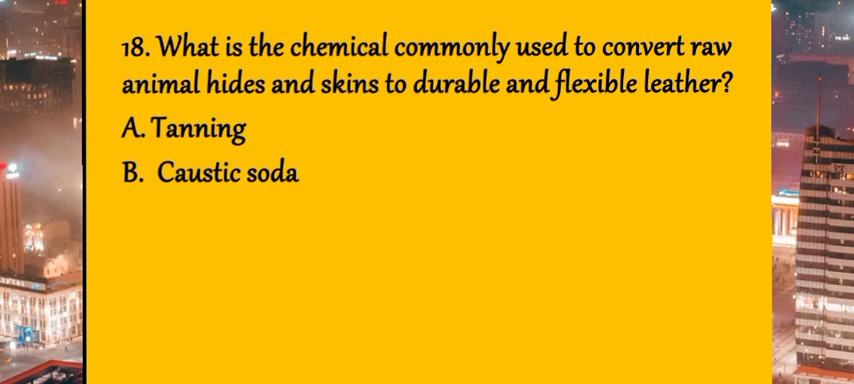 18. What is the chemical commonly used to convert raw
animal hides and skins to durable and flexible leather?
A. Tanning
B. Caustic soda